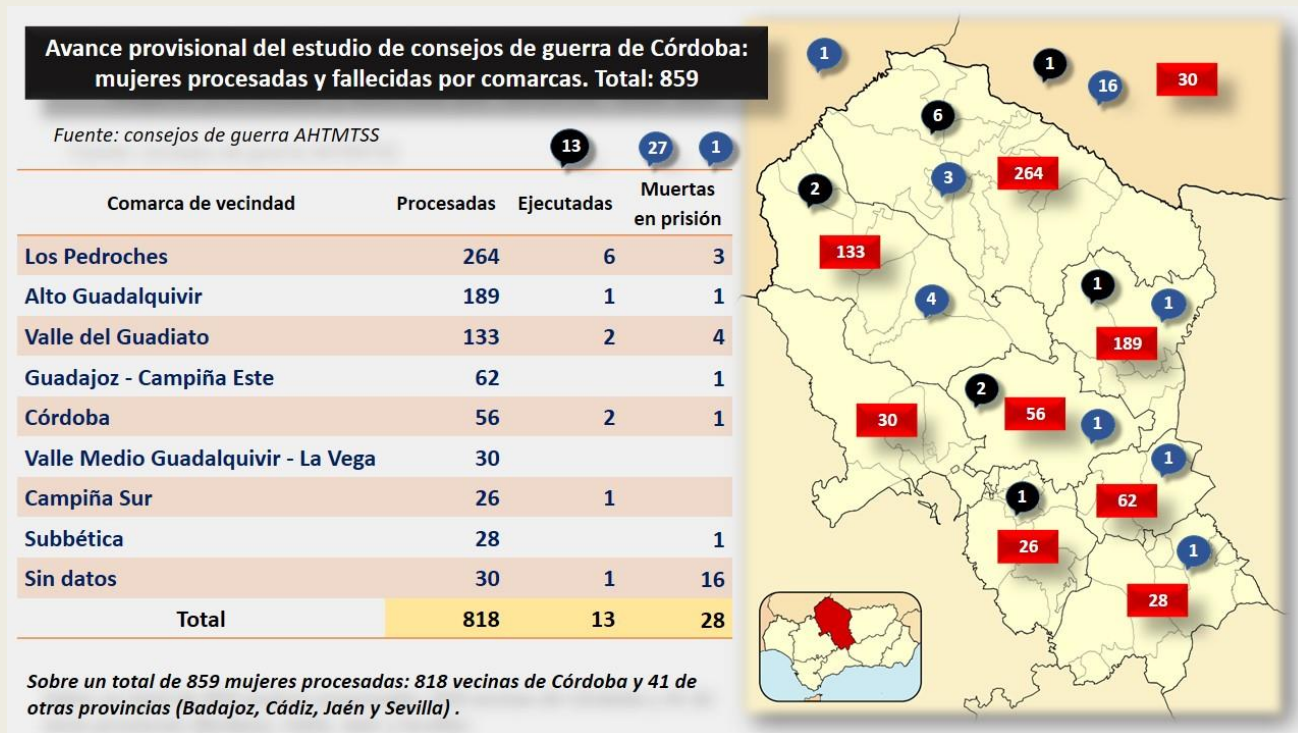 Avance provisional del estudio de consejos de guerra de Córdoba:
mujeres procesadas y fallecidas por comarcas. Total: 859
Fuente: consejos de guerra AHTMTSS
13 27 1
Comarca de vecindad Procesadas Ejecutadas Muertas
en prisión
Los Pedroches 264 6 3
Alto Guadalquivir 189 1 1
Valle del Guadiato 133 2 4
Guadajoz - Campiña Este 62 1
Córdoba 56 2 1
Valle Medio Guadalquivir - La Vega 30
Campiña Sur 26 1
Subbética 28 1
Sin datos 30 1 16
Total 818 13 28
Sobre un total de 859 mujeres procesadas: 818 vecinas de Córdoba y 41 de
otras provincias (Badajoz, Cádiz, Jaén y Sevilla) .
1
1
16
30
6
3
264
2
133
4
1
1
189
2
56
30
1
1
62
1
26
1
28